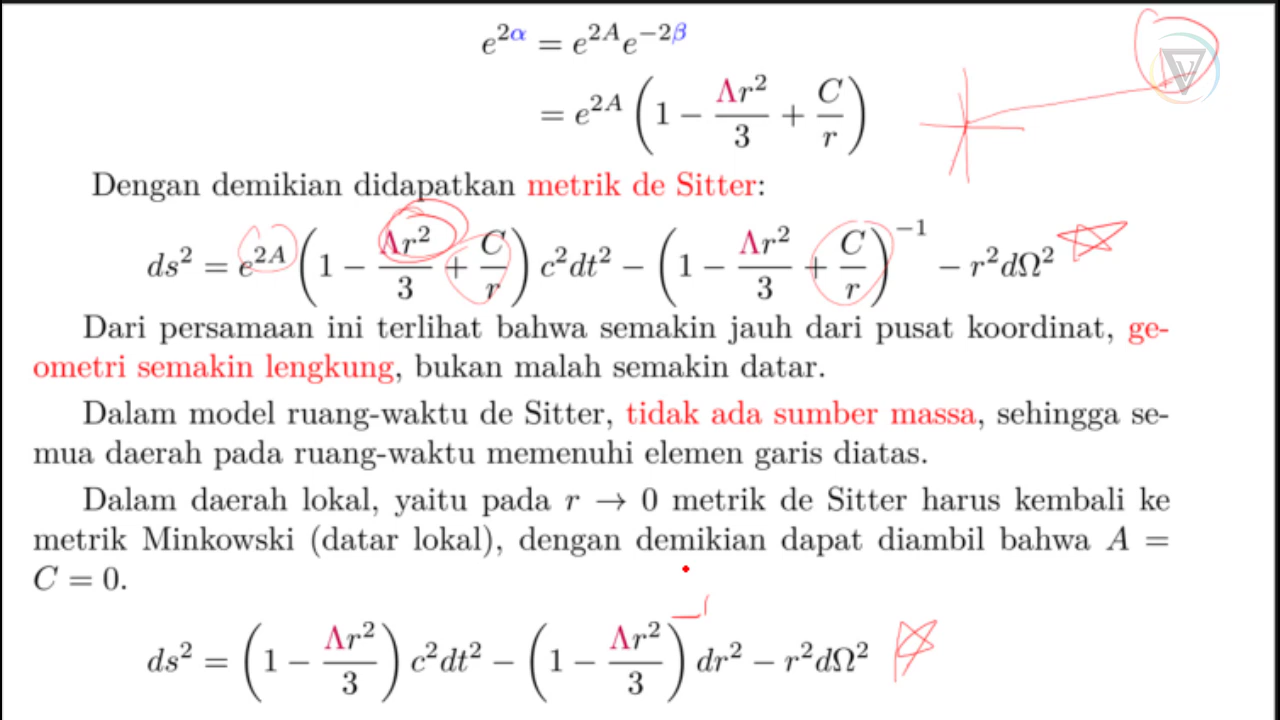 e^{2α} = e^{2A}e^{−2β}
= e^{2A} (1 − Λr²/3 + C/r)
Dengan demikian didapatkan metrik de Sitter:
ds² = e^{2A} (1 − Λr²/3 + C/r) c²dt² − (1 − Λr²/3 + C/r)^{−1} − r²dΩ²
Dari persamaan ini terlihat bahwa semakin jauh dari pusat koordinat, ge-
ometri semakin lengkung, bukan malah semakin datar.
Dalam model ruang-waktu de Sitter, tidak ada sumber massa, sehingga se-
mua daerah pada ruang-waktu memenuhi elemen garis diatas.
Dalam daerah lokal, yaitu pada r → 0 metrik de Sitter harus kembali ke
metrik Minkowski (datar lokal), dengan demikian dapat diambil bahwa A =
C = 0.
ds² = (1 − Λr²/3) c²dt² − (1 − Λr²/3)^{−1} dr² − r²dΩ²